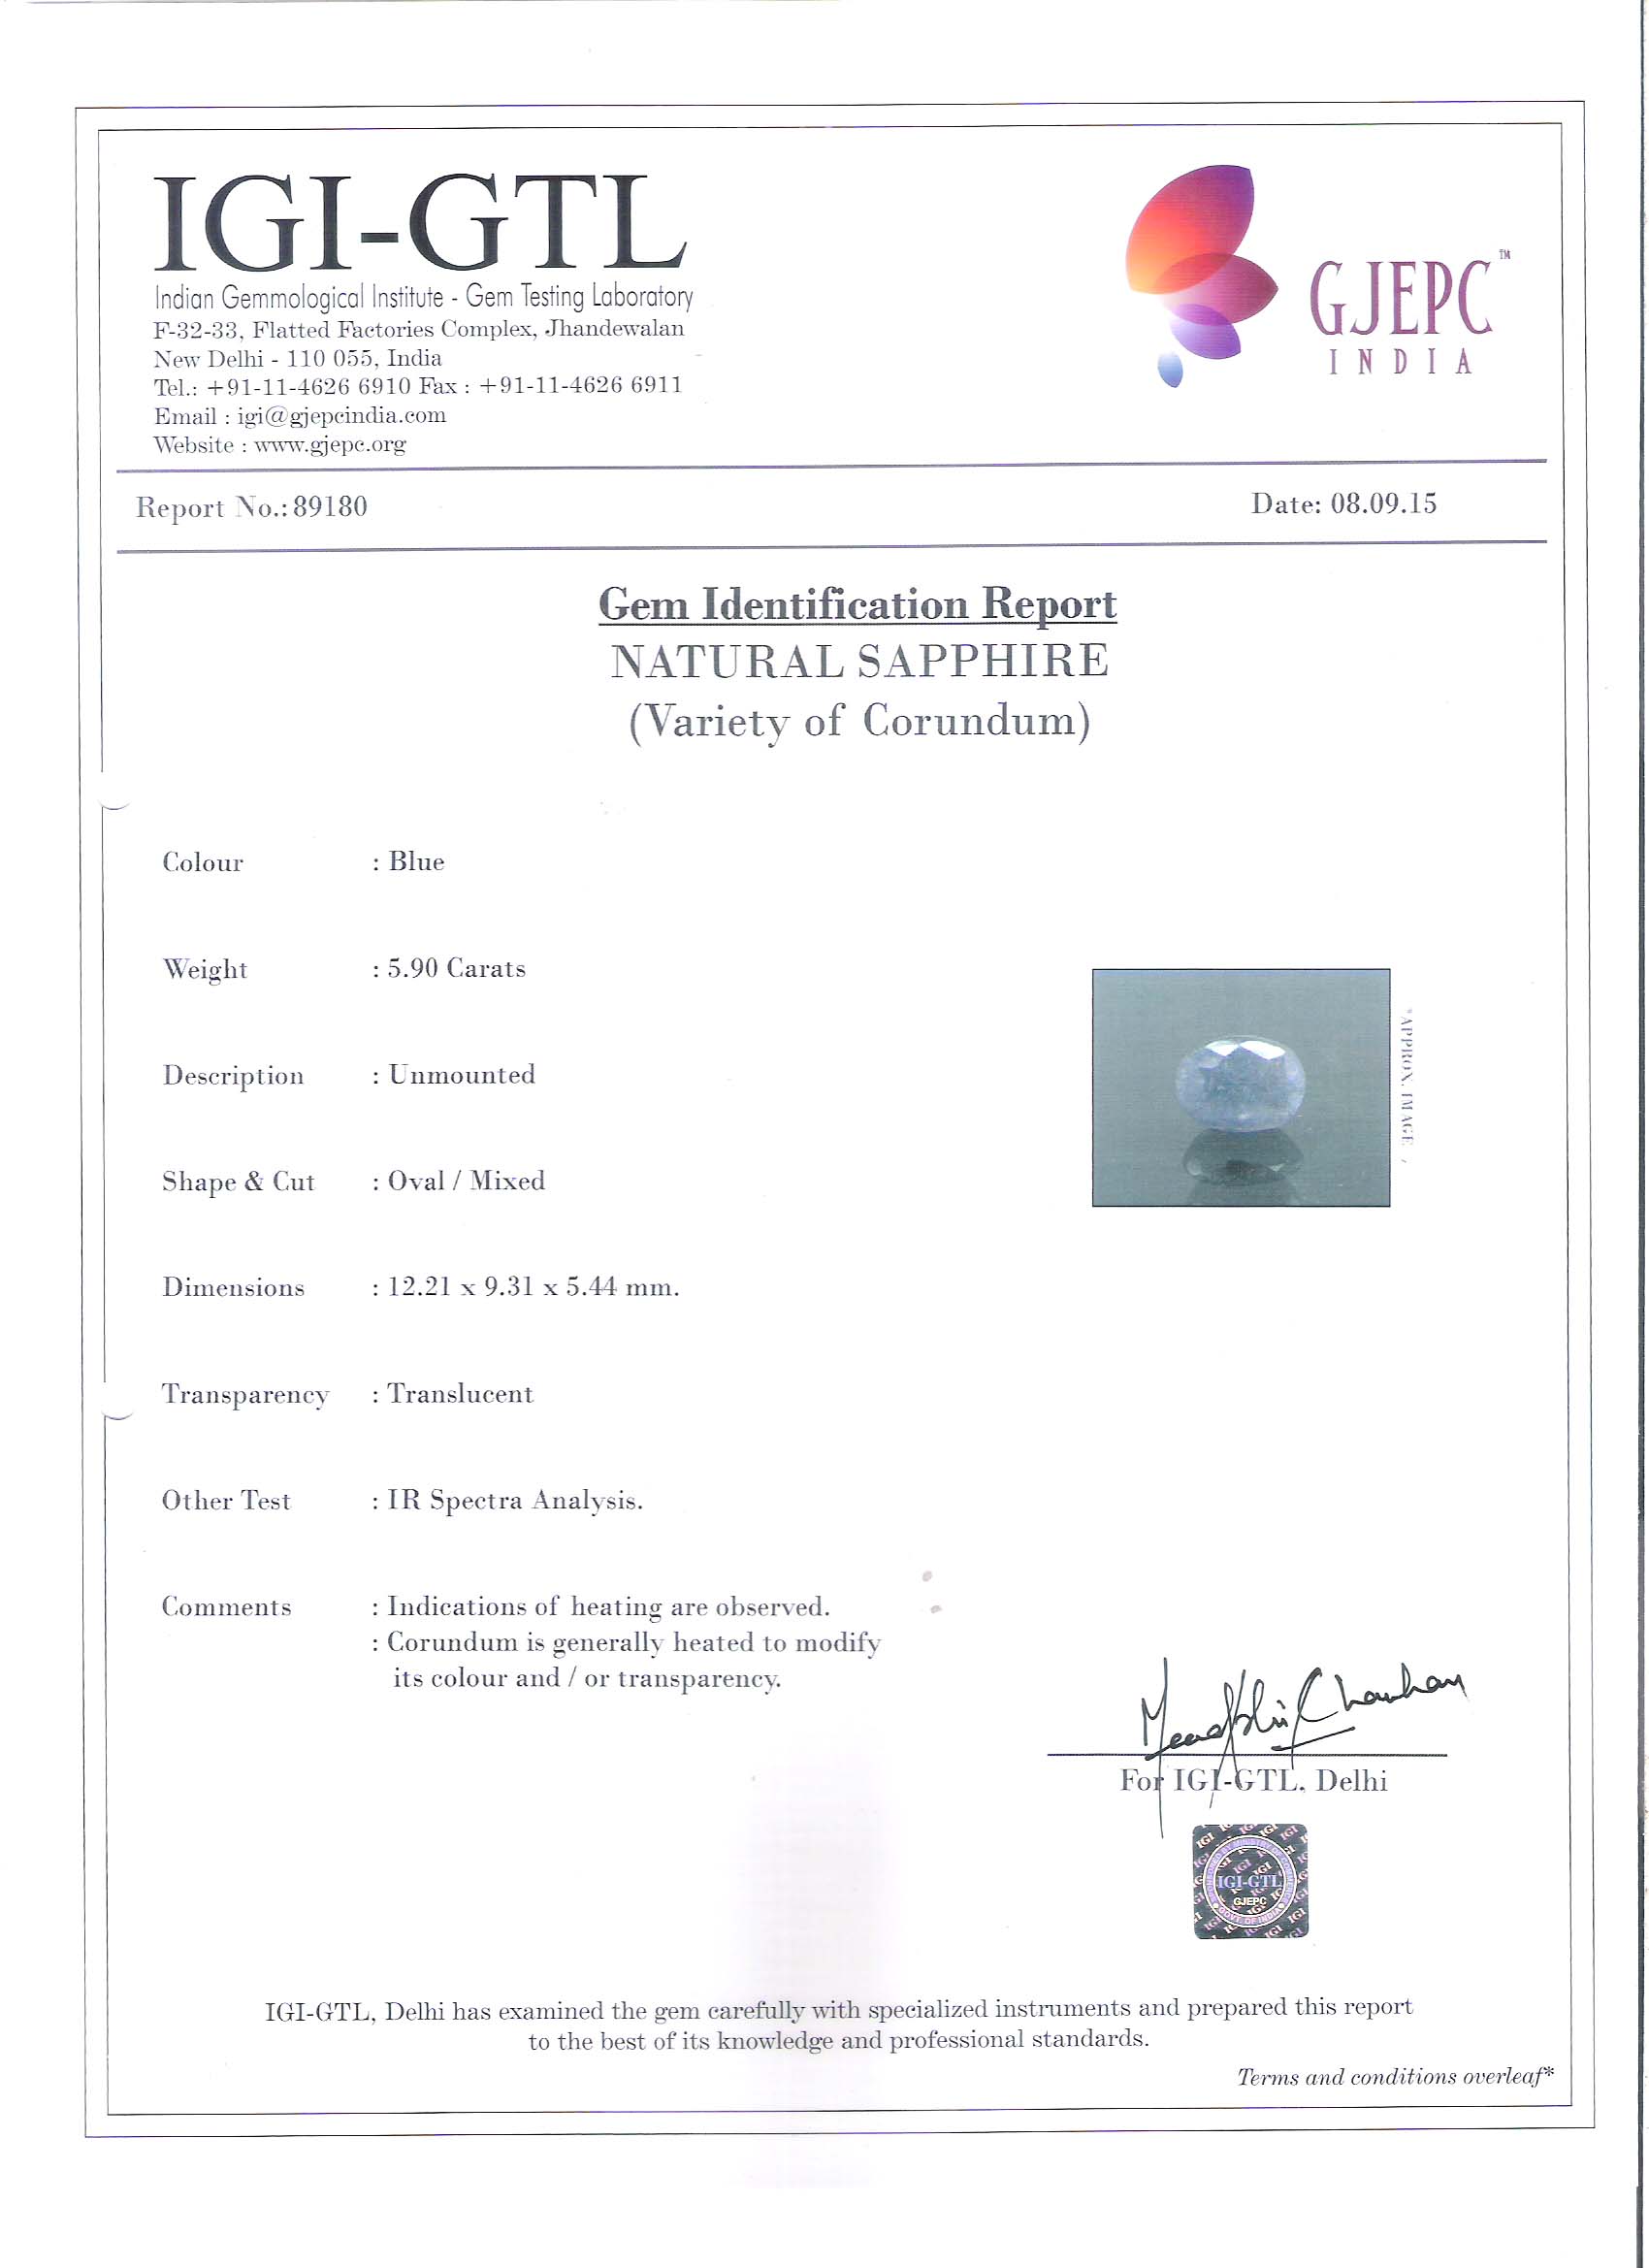 IGI-GTL
Indian Gemmological Institute - Gem Testing Laboratory
F-32-33, Flatted Factories Complex, Jhandewalan
New Delhi - 110 055, India
Tel.: +91-11-4626 6910 Fax : +91-11-4626 6911
Email : igi@gjepcindia.com
Website : www.gjepc.org
GJEPC™
INDIA
Report No.:89180
Date: 08.09.15
Gem Identification Report
NATURAL SAPPHIRE
(Variety of Corundum)
Colour : Blue
Weight : 5.90 Carats
Description : Unmounted
Shape & Cut : Oval / Mixed
Dimensions : 12.21 x 9.31 x 5.44 mm.
Transparency : Translucent
Other Test : IR Spectra Analysis.
Comments : Indications of heating are observed.
: Corundum is generally heated to modify
its colour and / or transparency.
*APPROX. IMAGE
Meenakshi Chauhan
For IGI-GTL, Delhi
IGI-GTL
GJEPC
GOVT. OF INDIA
IGI-GTL, Delhi has examined the gem carefully with specialized instruments and prepared this report
to the best of its knowledge and professional standards.
Terms and conditions overleaf*